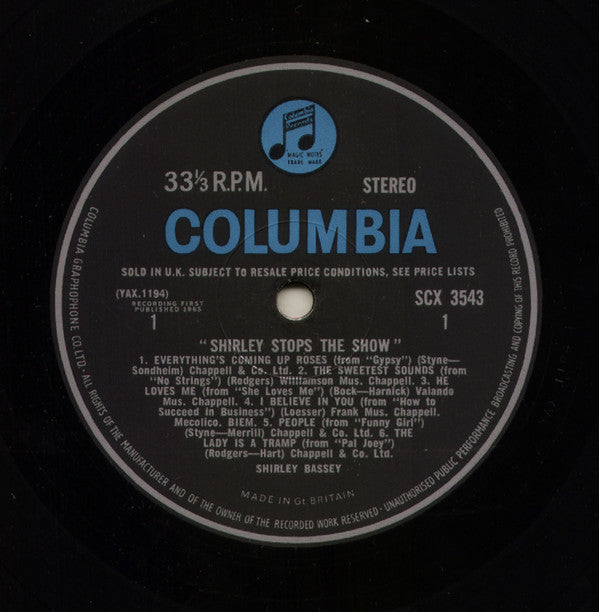 Columbia
Records
MAGIC NOTES
TRADE MARK
33⅓ R.P.M.
STEREO
COLUMBIA
SOLD IN U.K. SUBJECT TO RESALE PRICE CONDITIONS, SEE PRICE LISTS
(YAX.1194)
RECORDING FIRST
PUBLISHED 1965
1
SCX 3543
1
"SHIRLEY STOPS THE SHOW"
1. EVERYTHING'S COMING UP ROSES (from "Gypsy") (Styne—
Sondheim) Chappell & Co. Ltd. 2. THE SWEETEST SOUNDS (from
"No Strings") (Rodgers) Williamson Mus. Chappell. 3. HE
LOVES ME (from "She Loves Me") (Bock—Harnick) Valando
Mus. Chappell. 4. I BELIEVE IN YOU (from "How to
Succeed in Business") (Loesser) Frank Mus. Chappell.
Mecolico. BIEM. 5. PEOPLE (from "Funny Girl")
(Styne—Merrill) Chappell & Co. Ltd. 6. THE
LADY IS A TRAMP (from "Pal Joey")
(Rodgers—Hart) Chappell & Co. Ltd.
SHIRLEY BASSEY
MADE IN Gt. BRITAIN
COLUMBIA GRAPHOPHONE CO. LTD.- ALL RIGHTS OF THE MANUFACTURER AND OF THE OWNER OF THE RECORDED WORK RESERVED - UNAUTHORISED PUBLIC PERFORMANCE BROADCASTING AND COPYING OF THIS RECORD PROHIBITED